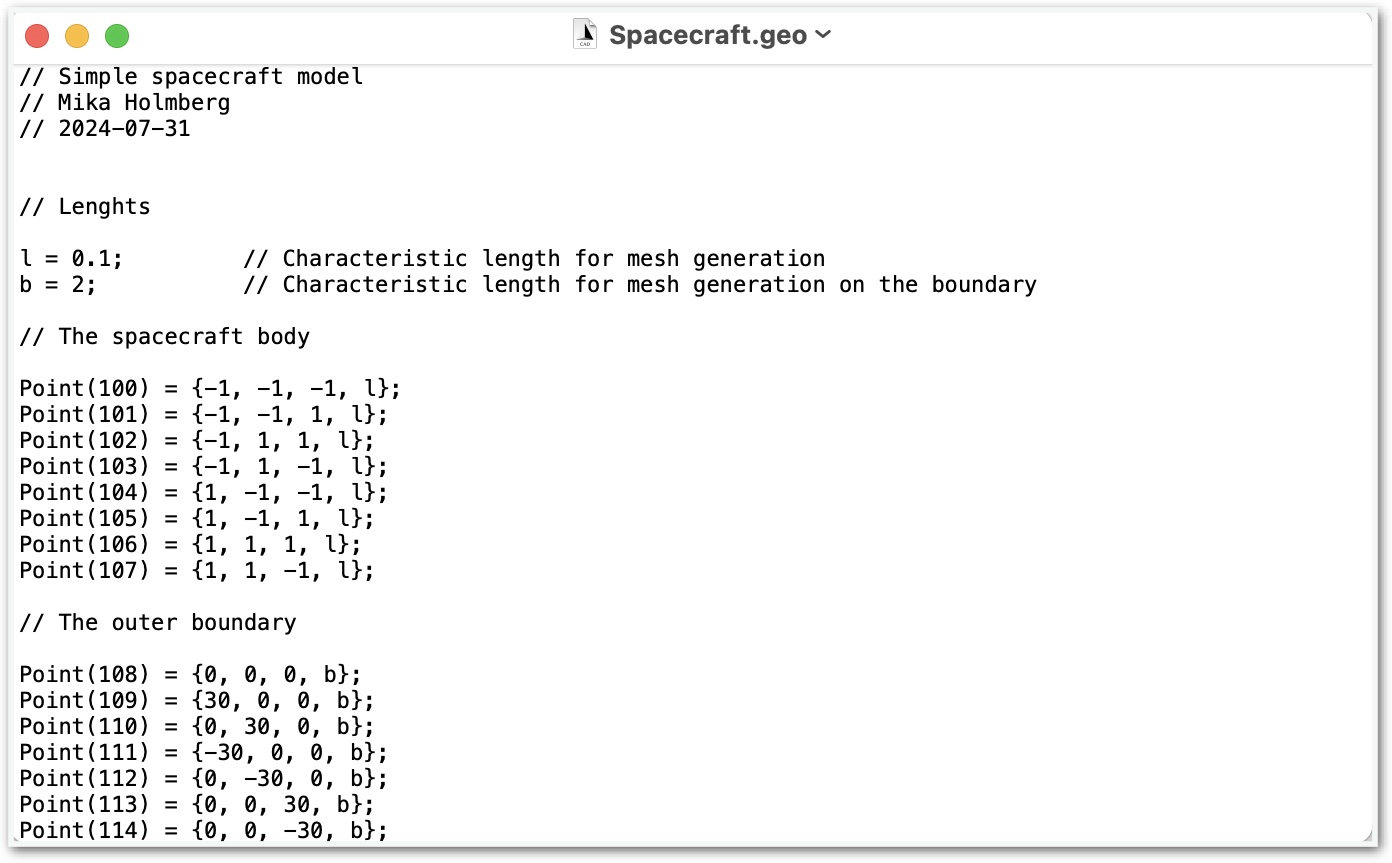 CAD
Spacecraft.geo
// Simple spacecraft model
// Mika Holmberg
// 2024-07-31
// Lenghts
l = 0.1; // Characteristic length for mesh generation
b = 2; // Characteristic length for mesh generation on the boundary
// The spacecraft body
Point(100) = {-1, -1, -1, l};
Point(101) = {-1, -1, 1, l};
Point(102) = {-1, 1, 1, l};
Point(103) = {-1, 1, -1, l};
Point(104) = {1, -1, -1, l};
Point(105) = {1, -1, 1, l};
Point(106) = {1, 1, 1, l};
Point(107) = {1, 1, -1, l};
// The outer boundary
Point(108) = {0, 0, 0, b};
Point(109) = {30, 0, 0, b};
Point(110) = {0, 30, 0, b};
Point(111) = {-30, 0, 0, b};
Point(112) = {0, -30, 0, b};
Point(113) = {0, 0, 30, b};
Point(114) = {0, 0, -30, b};